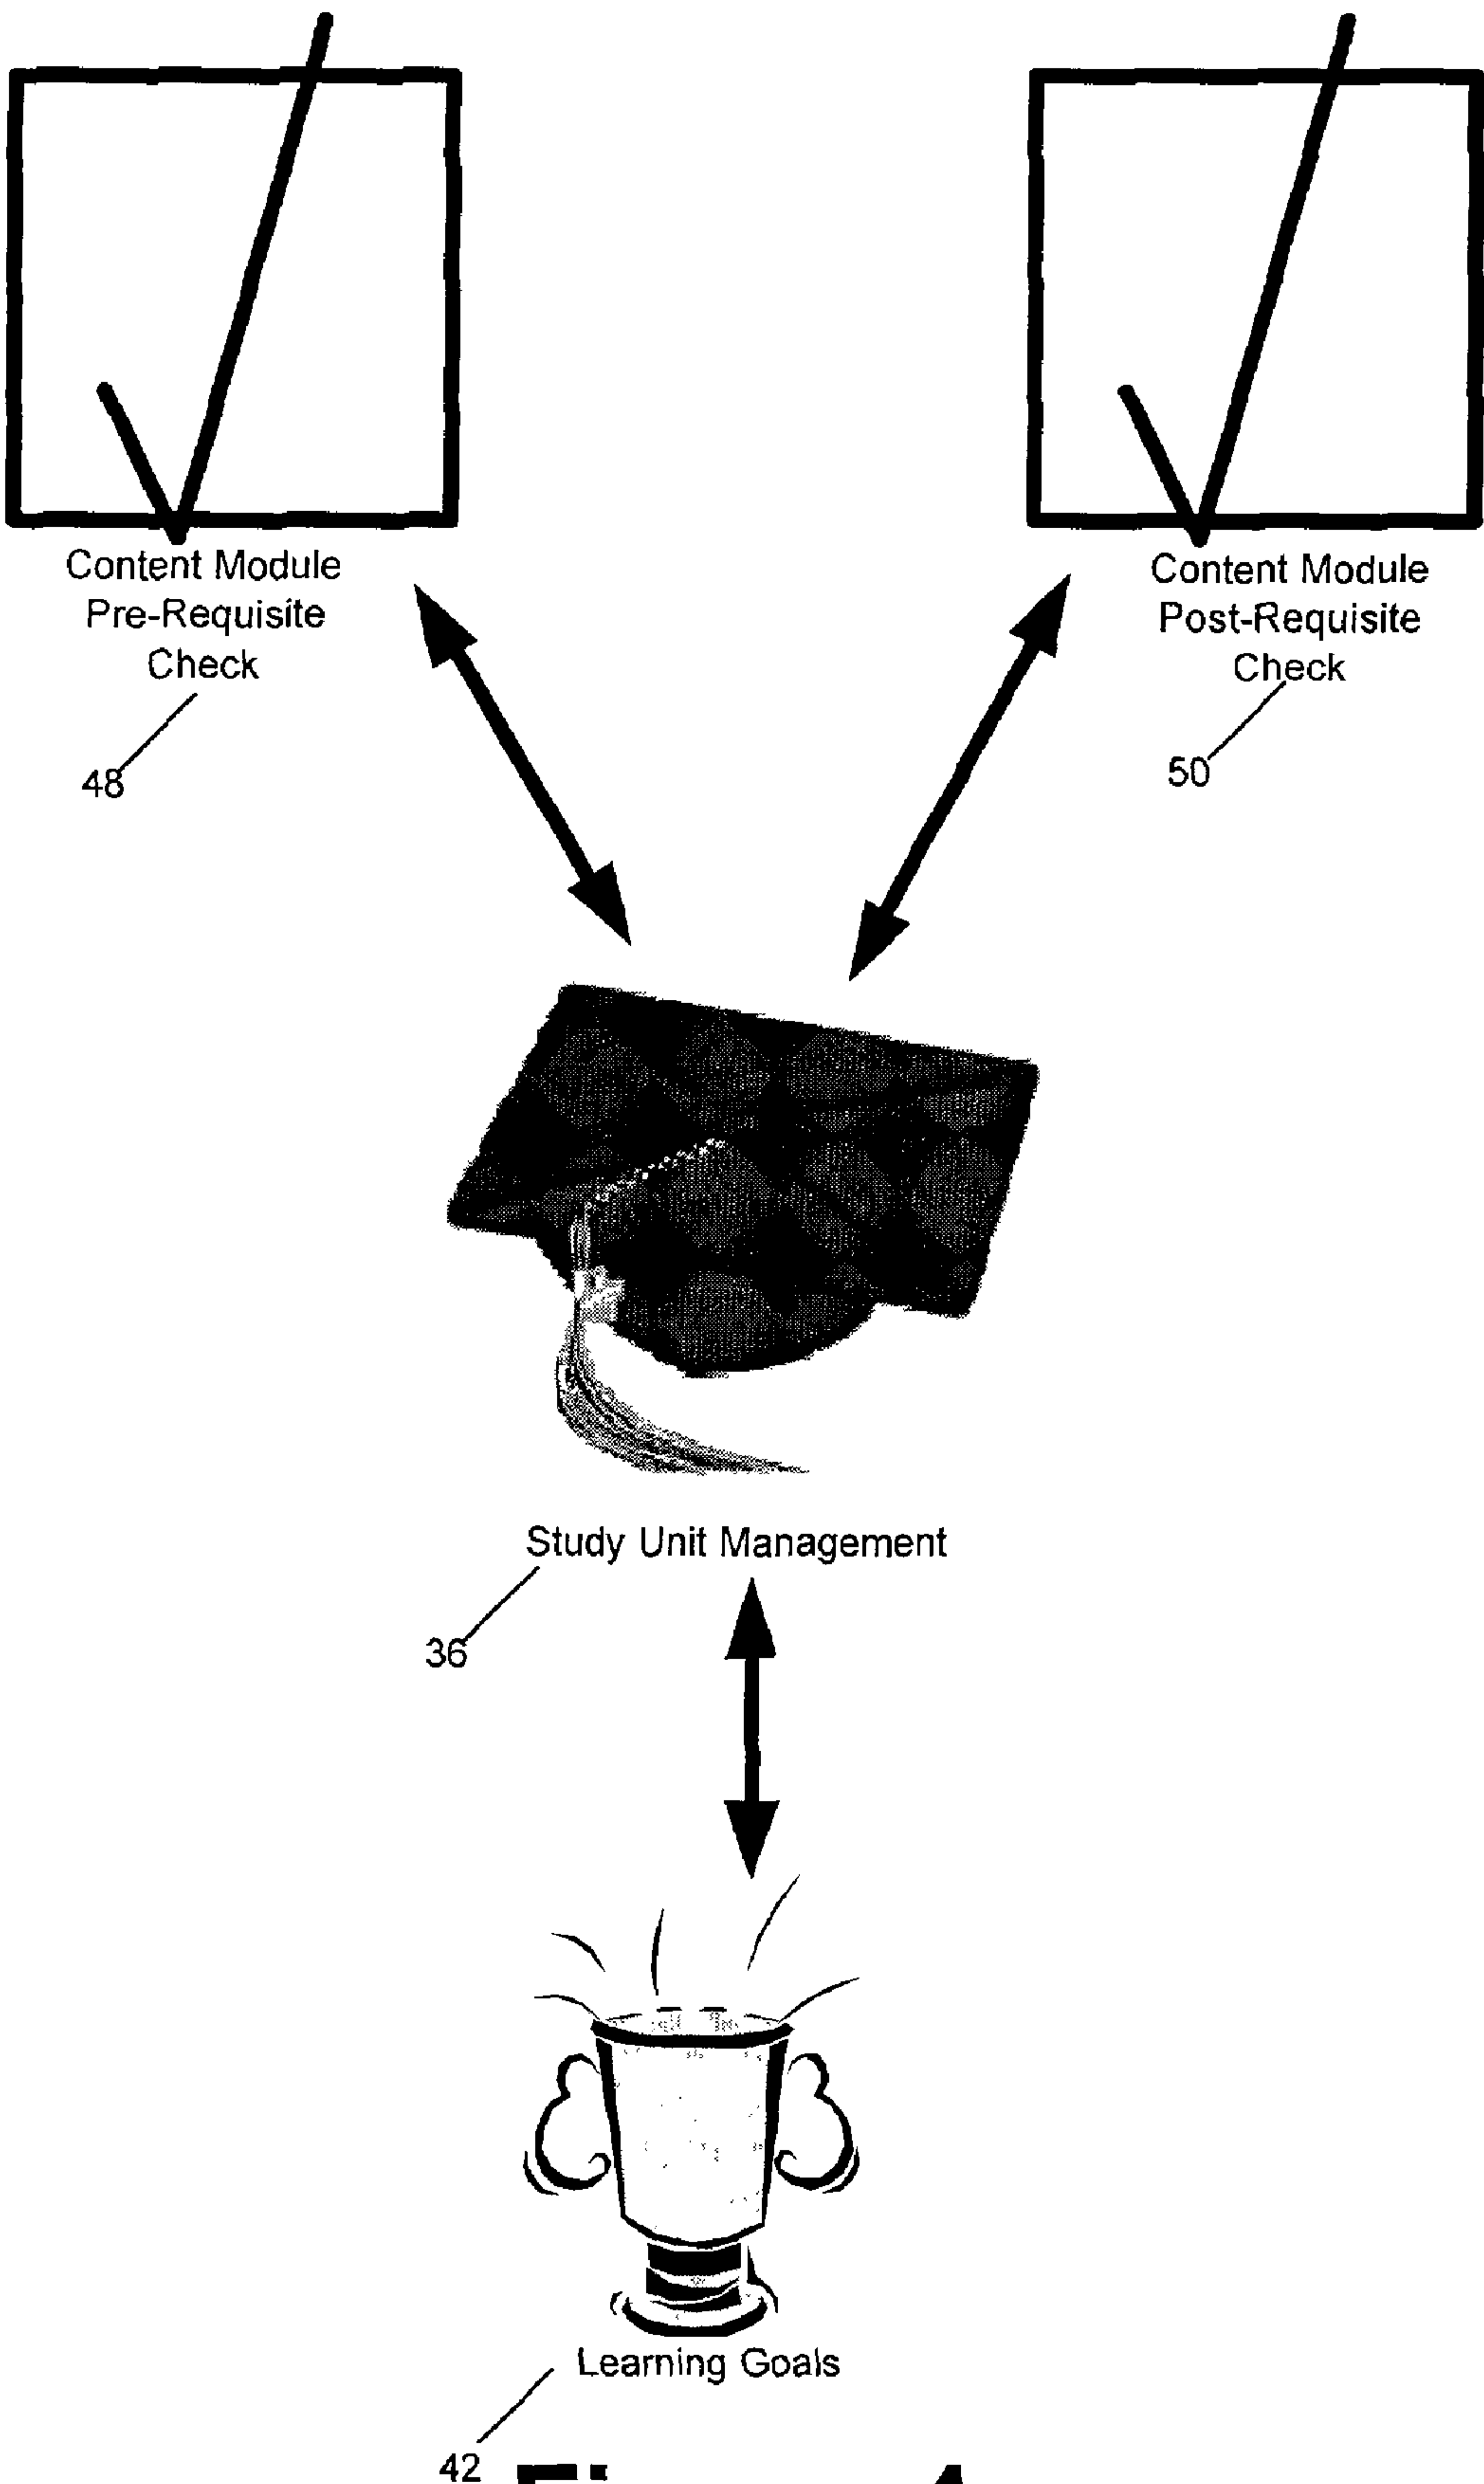 Content Module
Pre-Requisite
Check
48
Content Module
Post-Requisite
Check
50
Study Unit Management
36
Learning Goals
42